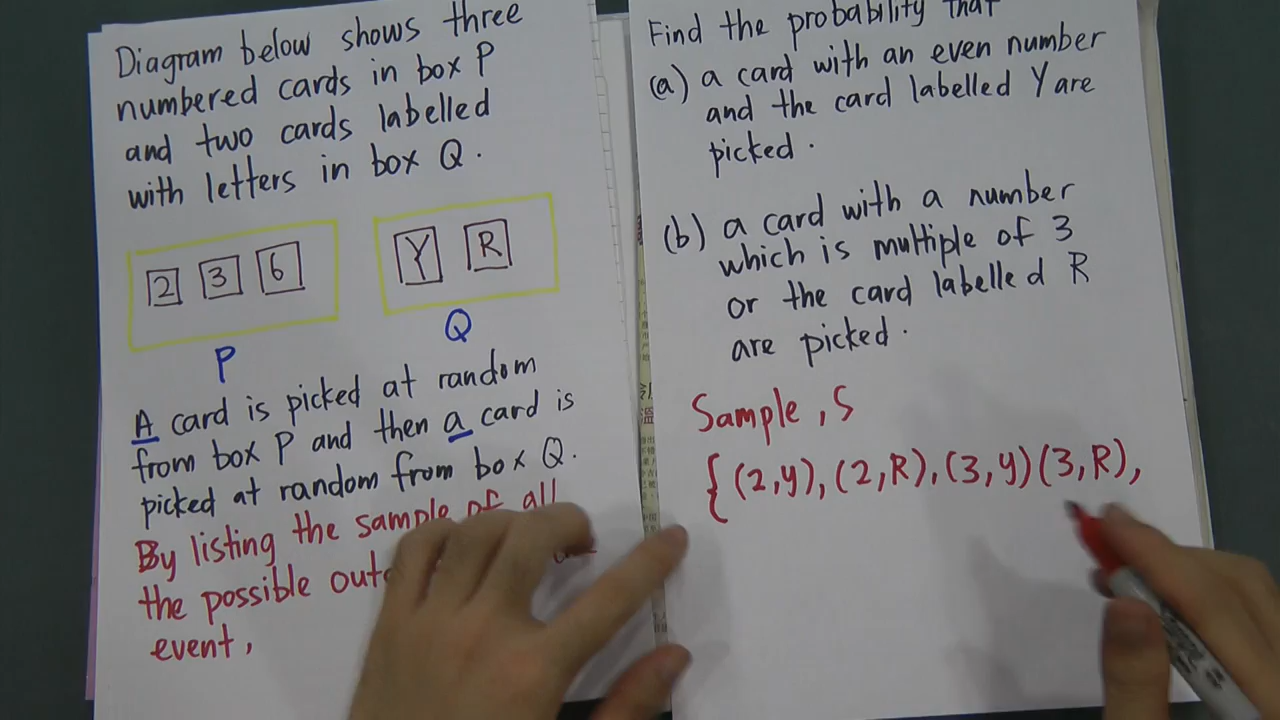 Diagram below shows three
numbered cards in box P
and two cards labelled
with letters in box Q.
2 3 6
Y R
P
Q
A card is picked at random
from box P and then a card is
picked at random from box Q.
By listing the sample of all
the possible
event,
Find the probability that
(a) a card with an even number
and the card labelled Y are
picked.
(b) a card with a number
which is multiple of 3
or the card labelled R
are picked.
Sample, S
{(2,y), (2,R), (3,y)(3,R),